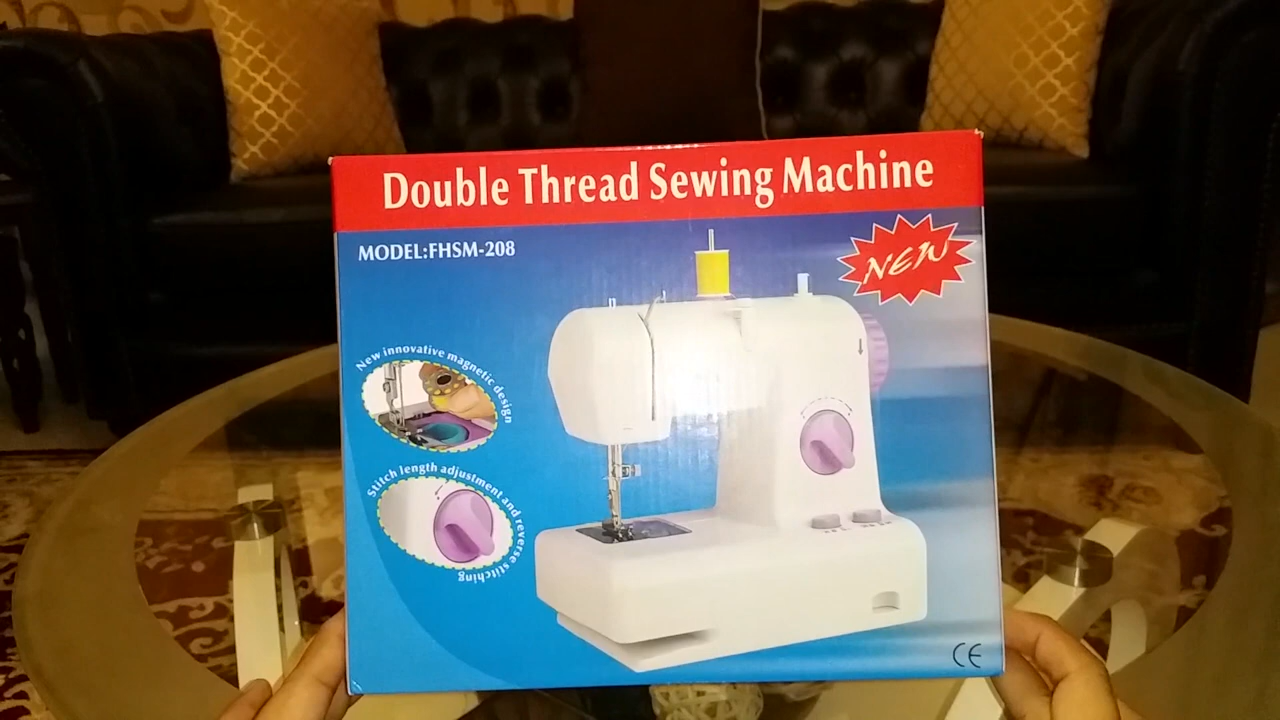 Double Thread Sewing Machine
MODEL:FHSM-208
NEW
New innovative magnetic design
Stitch length adjustment and reverse stitching
CE